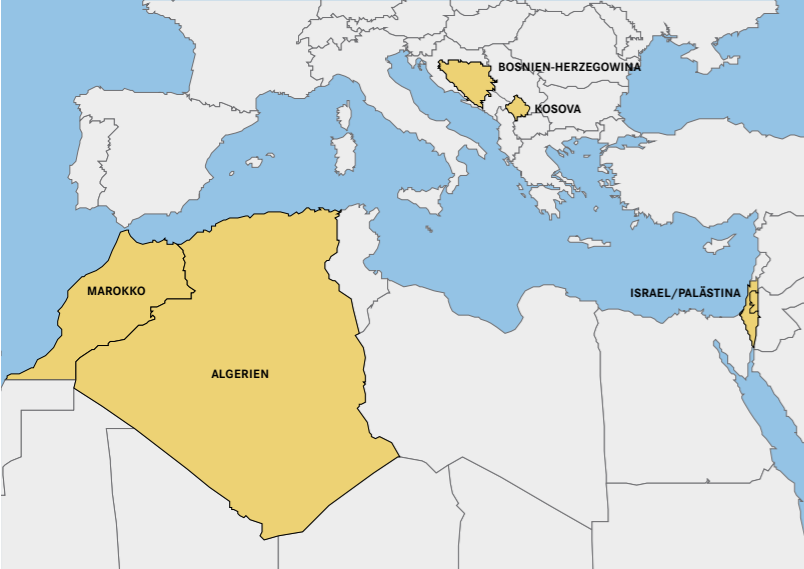 BOSNIEN-HERZEGOWINA
KOSOVA
MAROKKO
ISRAEL/PALÄSTINA
ALGERIEN